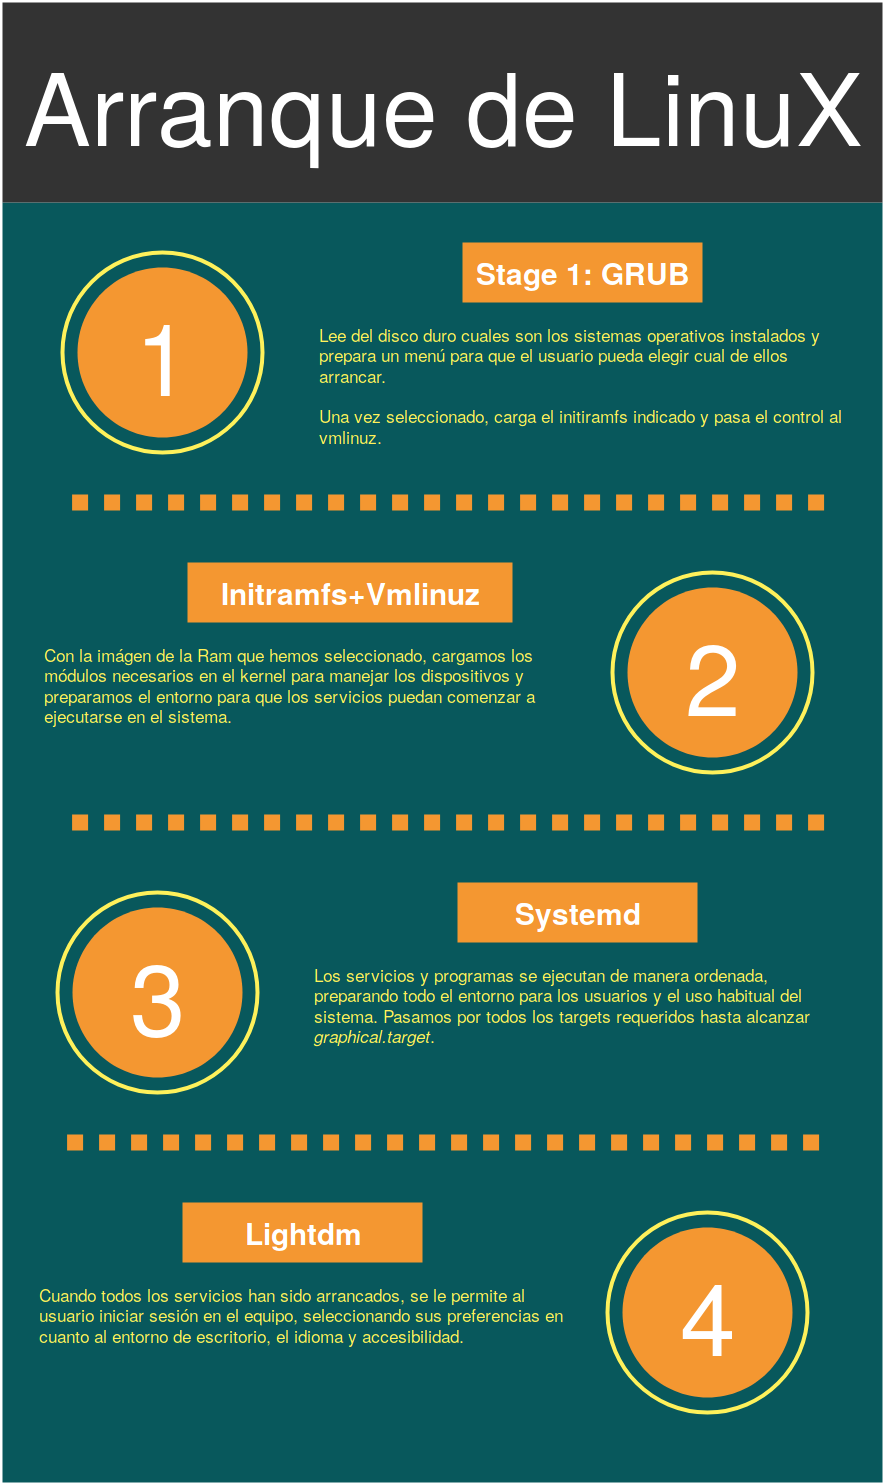 Arranque de LinuX
1
Stage 1: GRUB
Lee del disco duro cuales son los sistemas operativos instalados y
prepara un menú para que el usuario pueda elegir cual de ellos
arrancar.
Una vez seleccionado, carga el initiramfs indicado y pasa el control al
vmlinuz.
Initramfs+Vmlinuz
Con la imágen de la Ram que hemos seleccionado, cargamos los
módulos necesarios en el kernel para manejar los dispositivos y
preparamos el entorno para que los servicios puedan comenzar a
ejecutarse en el sistema.
2
3
Systemd
Los servicios y programas se ejecutan de manera ordenada,
preparando todo el entorno para los usuarios y el uso habitual del
sistema. Pasamos por todos los targets requeridos hasta alcanzar
graphical.target.
Lightdm
Cuando todos los servicios han sido arrancados, se le permite al
usuario iniciar sesión en el equipo, seleccionando sus preferencias en
cuanto al entorno de escritorio, el idioma y accesibilidad.
4